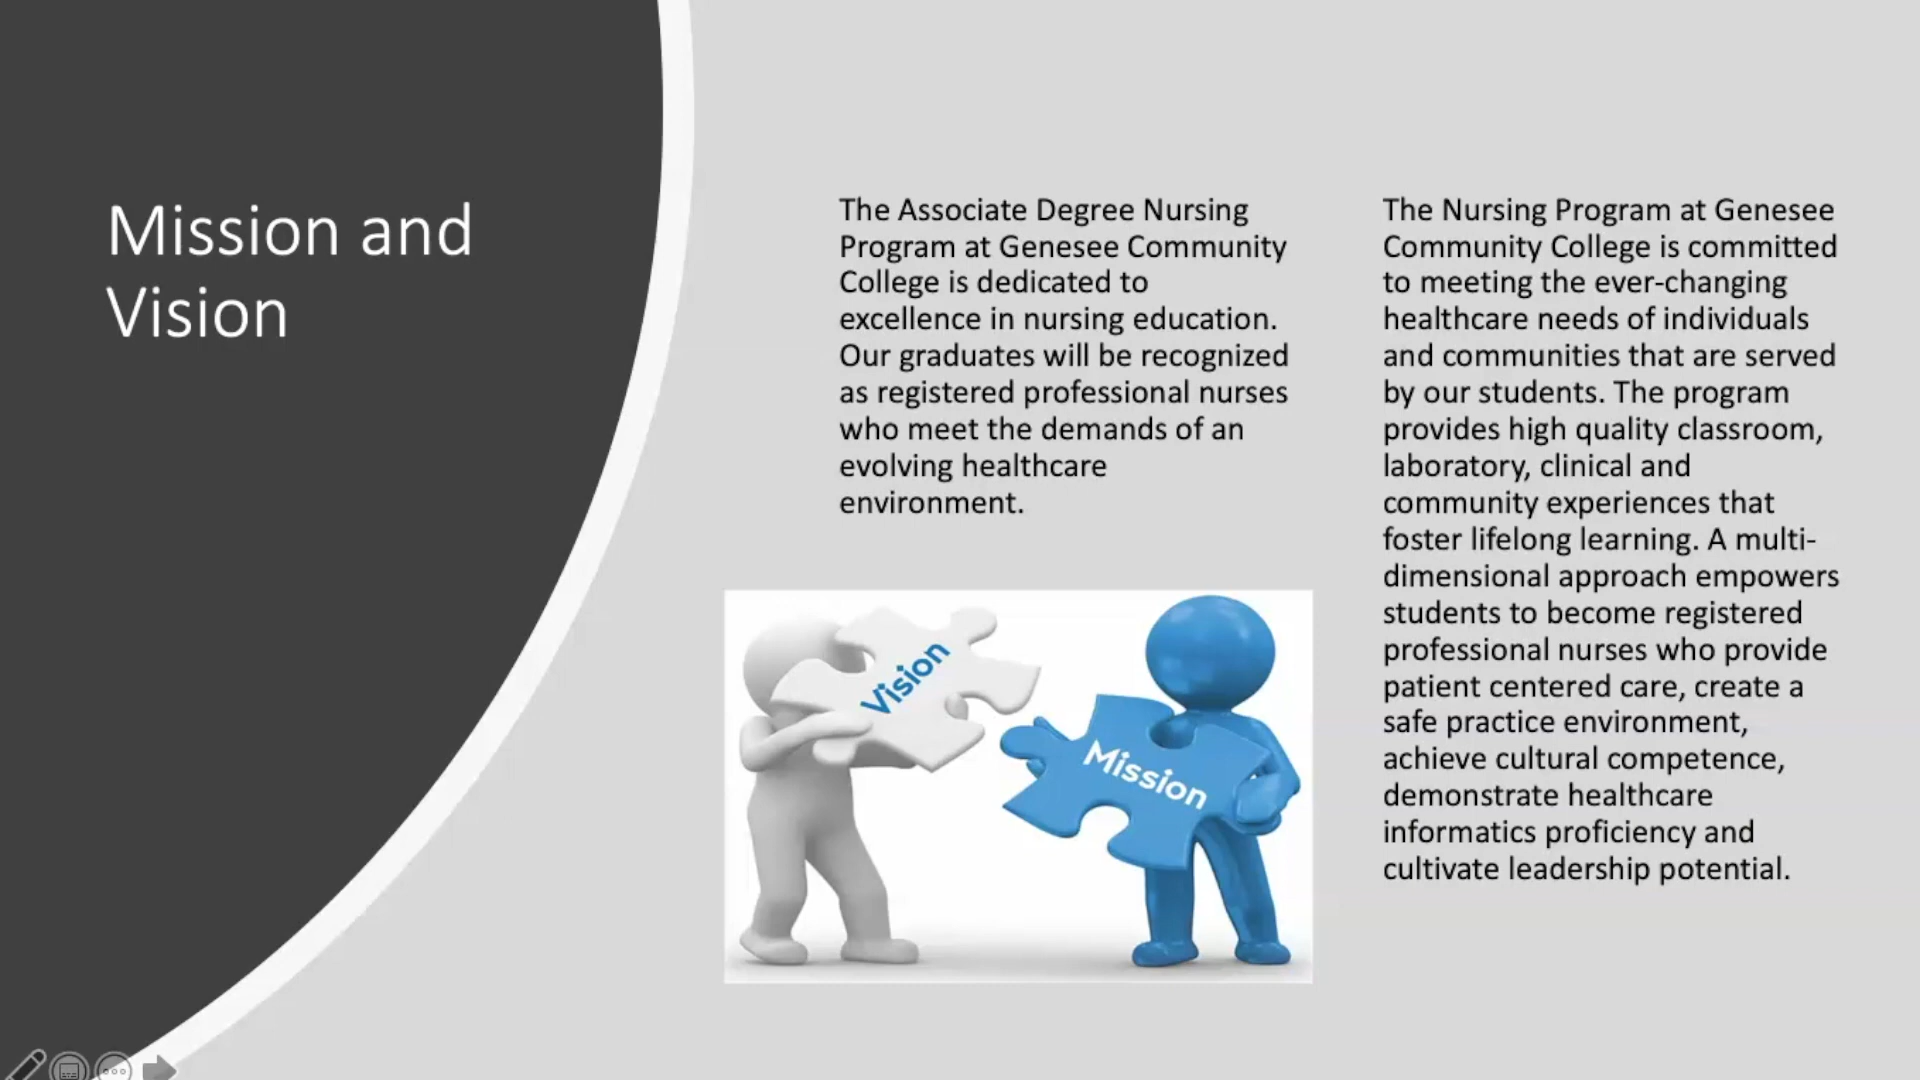 Mission and
Vision
The Associate Degree Nursing
Program at Genesee Community
College is dedicated to
excellence in nursing education.
Our graduates will be recognized
as registered professional nurses
who meet the demands of an
evolving healthcare
environment.
Vision
Mission
The Nursing Program at Genesee
Community College is committed
to meeting the ever-changing
healthcare needs of individuals
and communities that are served
by our students. The program
provides high quality classroom,
laboratory, clinical and
community experiences that
foster lifelong learning. A multi-
dimensional approach empowers
students to become registered
professional nurses who provide
patient centered care, create a
safe practice environment,
achieve cultural competence,
demonstrate healthcare
informatics proficiency and
cultivate leadership potential.